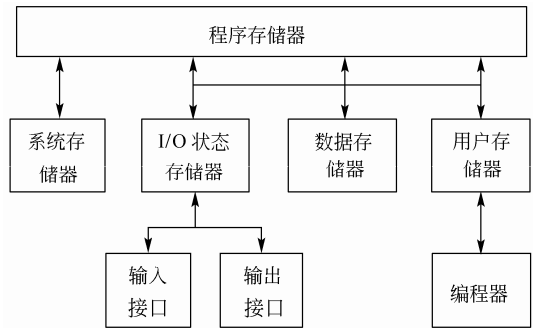 程序存储器
系统存
储器
I/O 状态
存储器
数据存
储器
用户存
储器
输入
接口
输出
接口
编程器